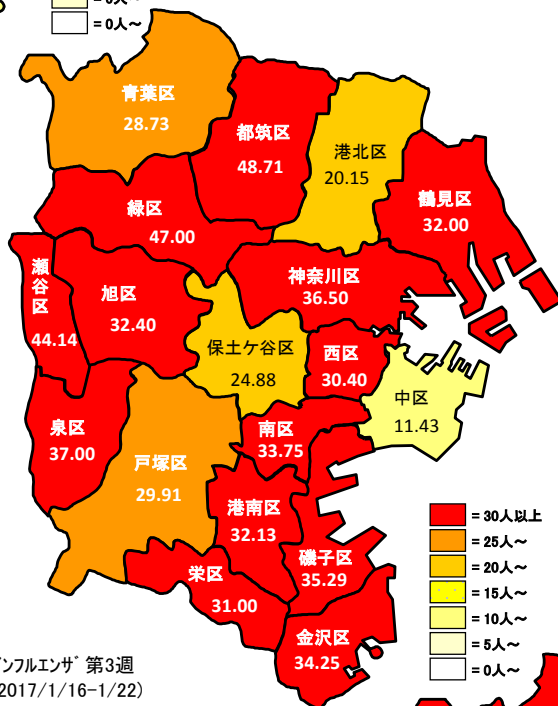 = 0人～
青葉区
28.73
都筑区
48.71
港北区
20.15
鶴見区
32.00
緑区
47.00
瀬谷区
44.14
旭区
32.40
神奈川区
36.50
保土ケ谷区
24.88
西区
30.40
中区
11.43
泉区
37.00
戸塚区
29.91
南区
33.75
港南区
32.13
磯子区
35.29
栄区
31.00
金沢区
34.25
= 30人以上
= 25人～
= 20人～
= 15人～
= 10人～
= 5人～
= 0人～
ンフルエンザ 第3週
2017/1/16-1/22)